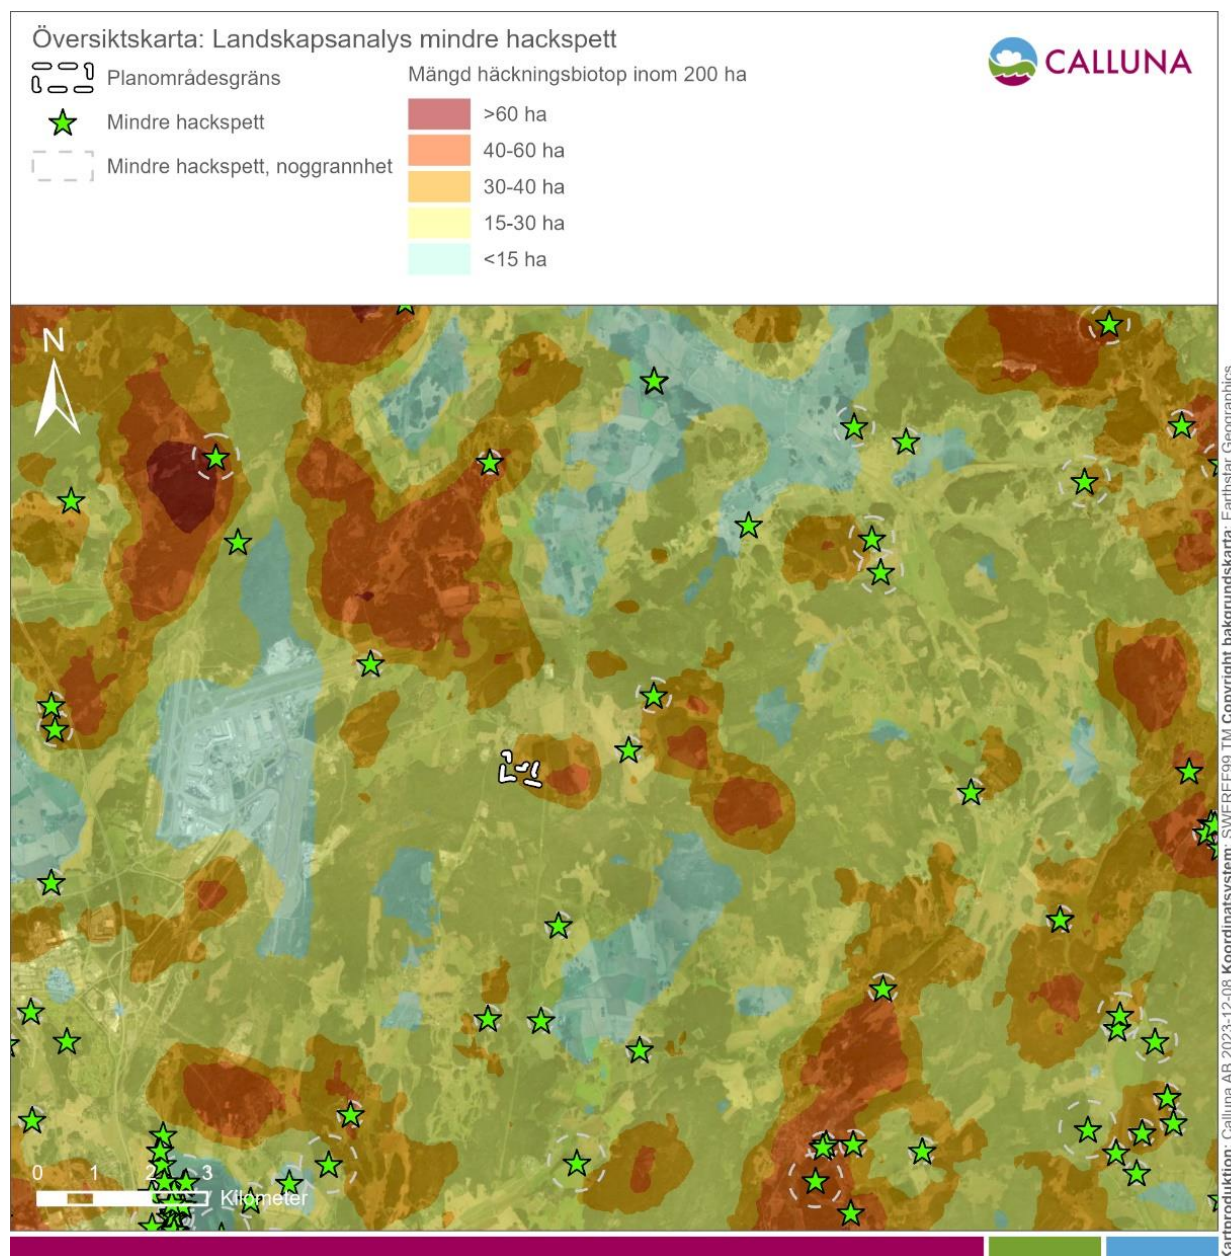 Översiktskarta: Landskapsanalys mindre hackspett
Planområdesgräns
Mindre hackspett
Mindre hackspett, noggrannhet
Mängd häckningsbiotop inom 200 ha
>60 ha
40-60 ha
30-40 ha
15-30 ha
<15 ha
CALLUNA
N
0 1 2 3
Kilometer
Kartproduktion: Calluna AB 2023-12-08 Koordinatsystem: SWEREF99 TM Copyright bakgrundskarta: Earthstar Geographics